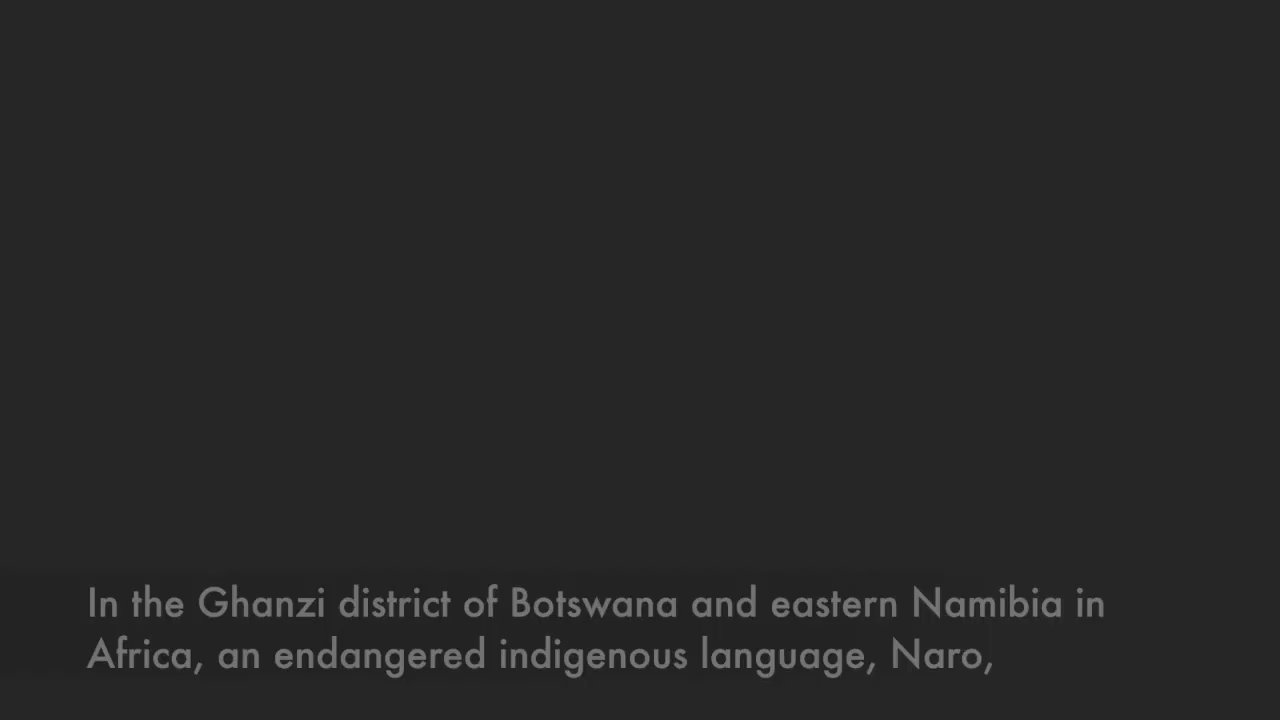 In the Ghanzi district of Botswana and eastern Namibia in
Africa, an endangered indigenous language, Naro,